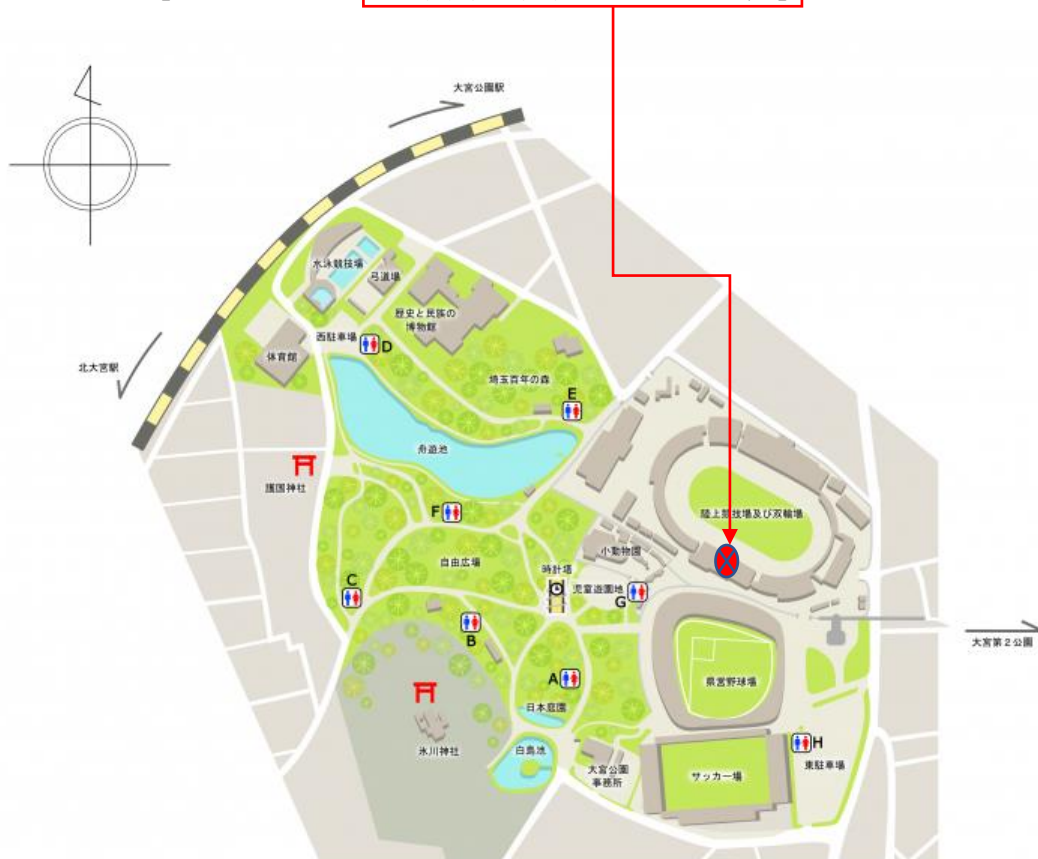 大宮公園駅
水泳競技場
弓道場
歴史と民族の
博物館
西駐車場
D
体育館
北大宮駅
埼玉百年の森
E
舟遊池
護国神社
陸上競技場及び双輪場
F
小動物園
自由広場
時計塔
C
児童遊園地
G
B
大宮第2公園
A
県営野球場
日本庭園
氷川神社
白鳥池
大宮公園
事務所
サッカー場
H
東駐車場